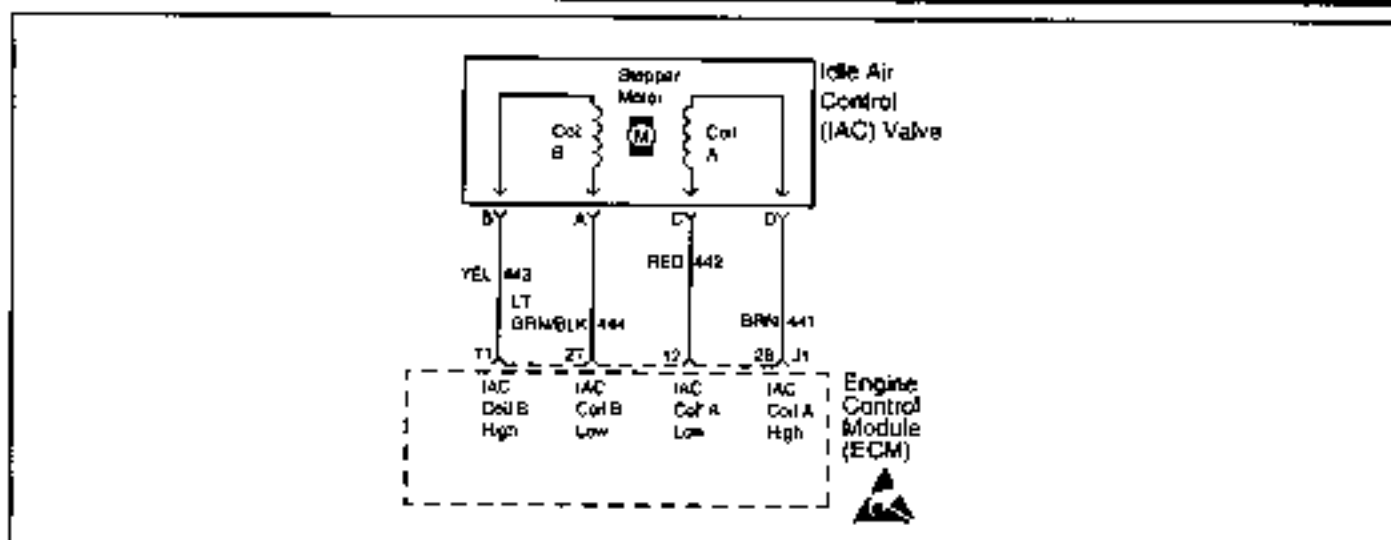 Stepper
Motor
Idle Air
Control
(IAC) Valve
Coil
B
M
Coil
A
B
A
C
D
YEL 443
RED 442
LT
GRN/BLK 444
BRN 441
11
27
12
28
J1
IAC
Coil B
High
IAC
Coil B
Low
IAC
Coil A
Low
IAC
Coil A
High
Engine
Control
Module
(ECM)